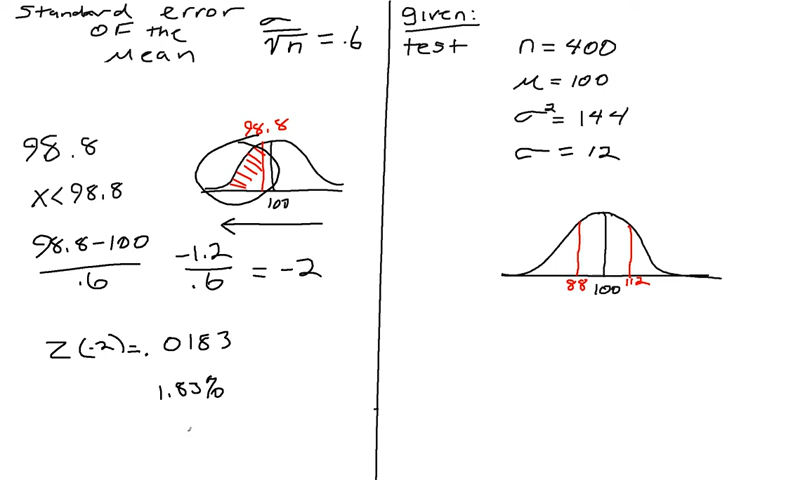 Standard error
OF the
Mean
σ/√n = .6
98.8
98.8
x < 98.8
100
98.8-100/.6
-1.2/.6 = -2
Z(-2) = .0183
1.83%
given:
test
n = 400
μ = 100
σ² = 144
σ = 12
88 100 112